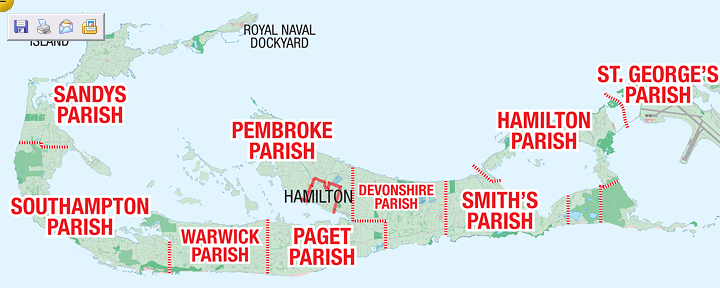 ISLAND
ROYAL NAVAL
DOCKYARD
SANDYS
PARISH
ST. GEORGE'S
PARISH
HAMILTON
PARISH
PEMBROKE
PARISH
HAMILTON
DEVONSHIRE
PARISH
SMITH'S
PARISH
SOUTHAMPTON
PARISH
WARWICK
PARISH
PAGET
PARISH